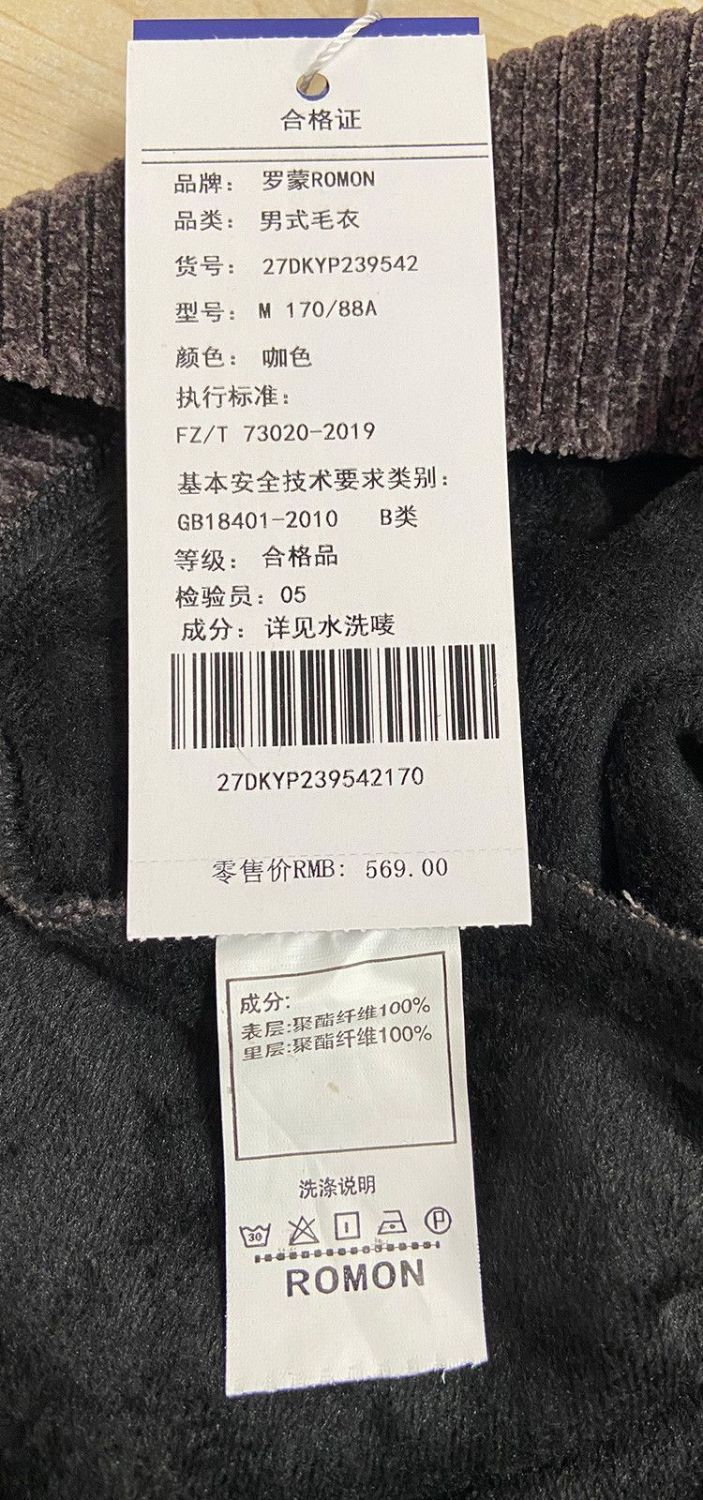 合格证
品牌：罗蒙ROMON
品类：男式毛衣
货号：27DKYP239542
型号：M 170/88A
颜色：咖色
执行标准：
FZ/T 73020-2019
基本安全技术要求类别：
GB18401-2010 B类
等级：合格品
检验员：05
成分：详见水洗唛
27DKYP239542170
零售价RMB: 569.00
成分:
表层:聚酯纤维100%
里层:聚酯纤维100%
洗涤说明
30 P
ROMON